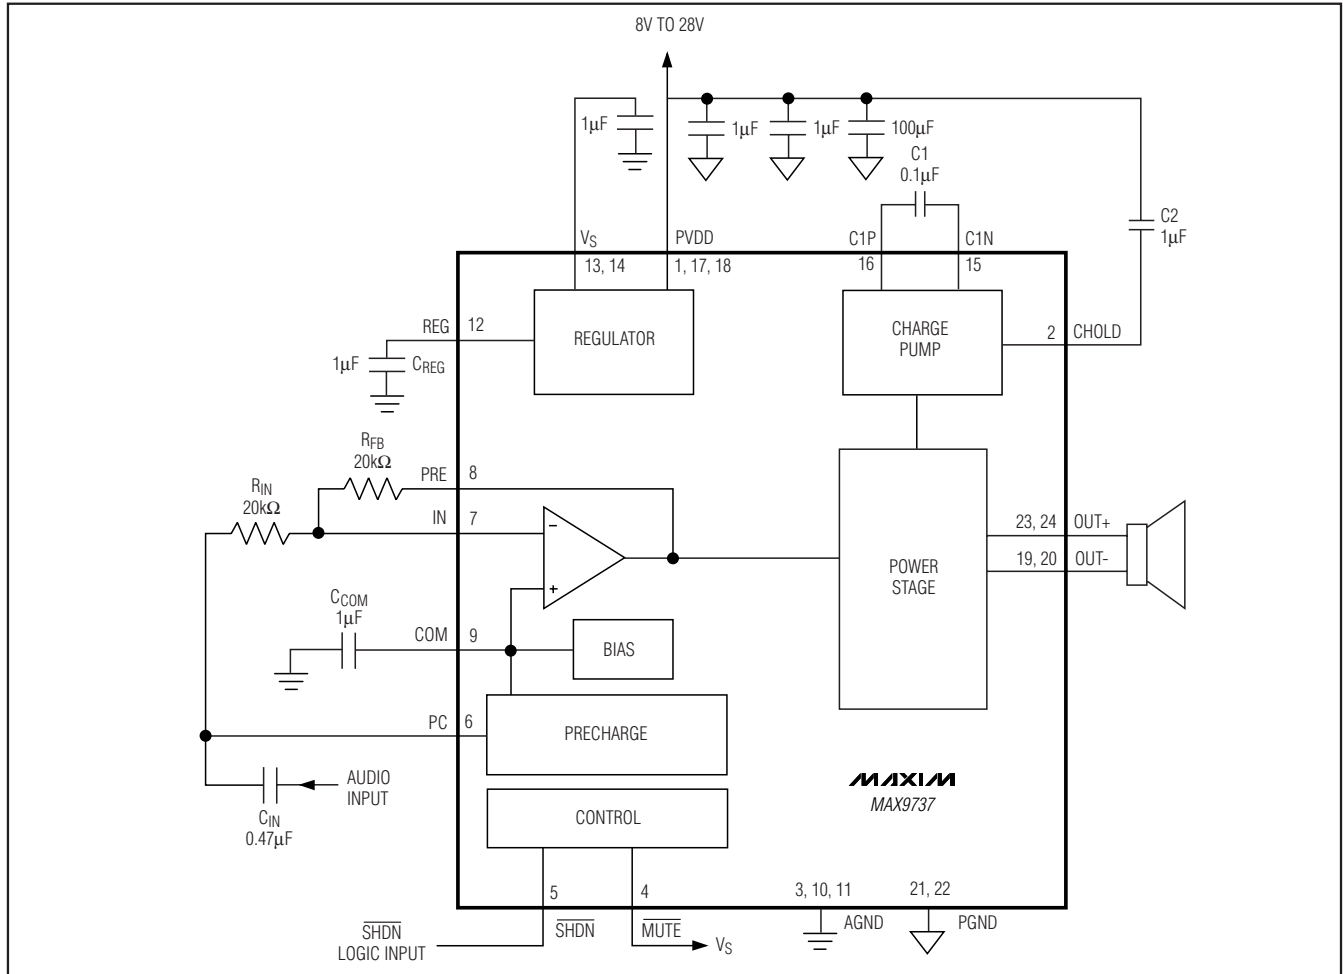 8V TO 28V
1µF
1µF
1µF
100µF
C1
0.1µF
C2
1µF
VS
PVDD
C1P
C1N
13, 14
1, 17, 18
16
15
REG
12
REGULATOR
CHARGE
PUMP
2
CHOLD
1µF
CREG
RFB
20kΩ
PRE
8
RIN
20kΩ
IN
7
−
+
23, 24
OUT+
19, 20
OUT-
POWER
STAGE
CCOM
1µF
COM
9
BIAS
PC
6
PRECHARGE
AUDIO
INPUT
CIN
0.47µF
CONTROL
MAXIM
MAX9737
5
4
3, 10, 11
21, 22
SHDN
LOGIC INPUT
SHDN
MUTE
VS
AGND
PGND